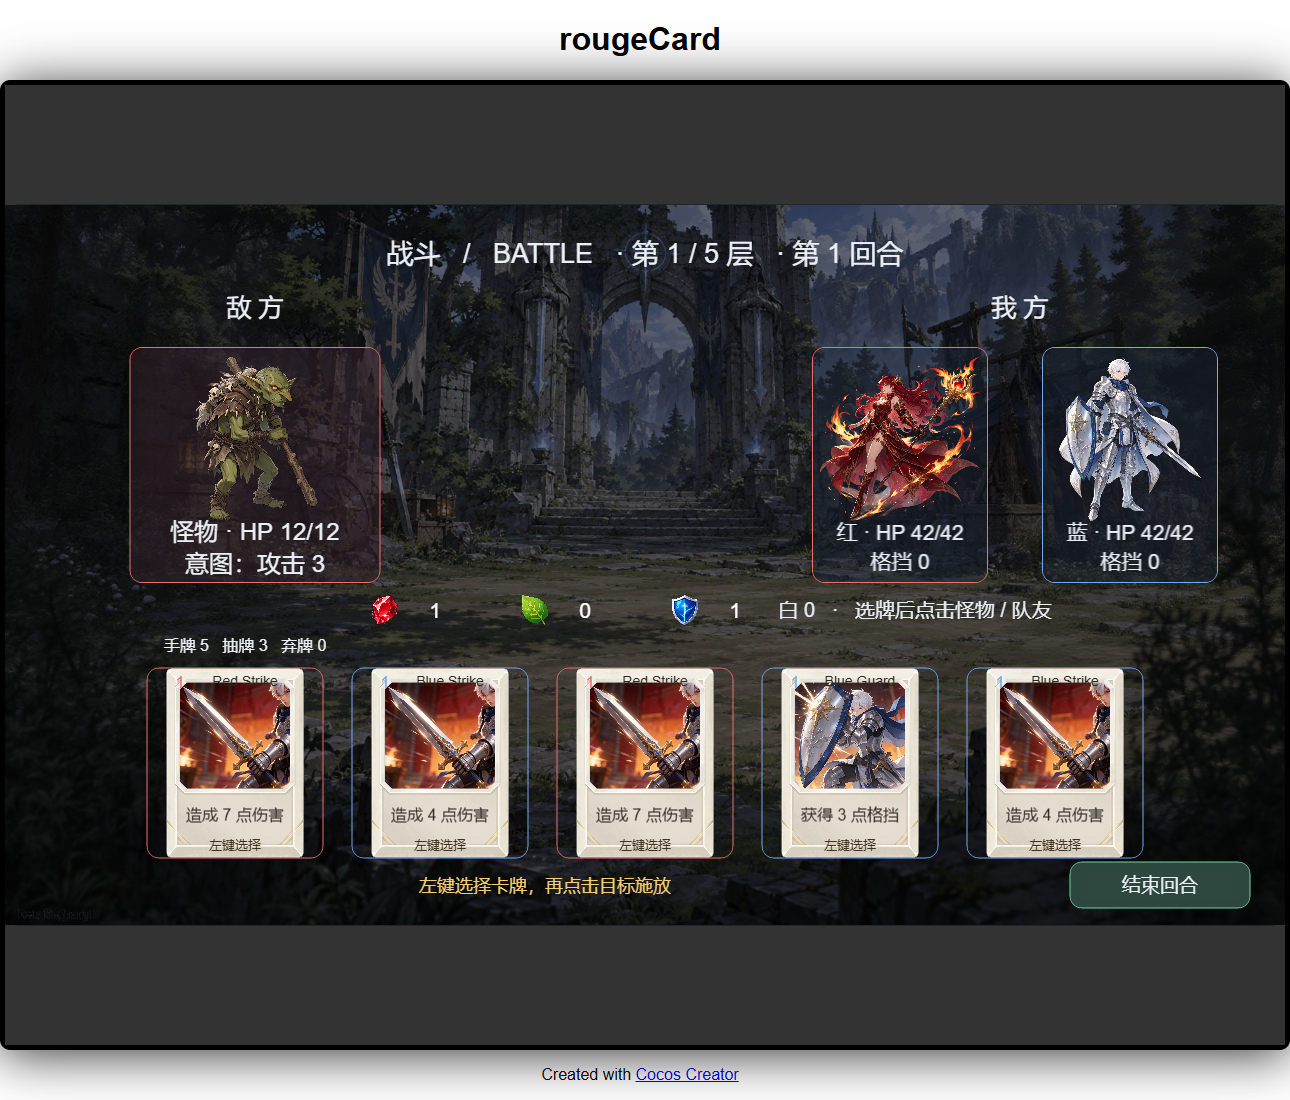 rougeCard
战斗 / BATTLE · 第 1 / 5 层 · 第 1 回合
敌 方
我 方
怪物 · HP 12/12
意图：攻击 3
红 · HP 42/42
格挡 0
蓝 · HP 42/42
格挡 0
1 0 1 白 0 · 选牌后点击怪物 / 队友
手牌 5 抽牌 3 弃牌 0
1 Red Strike
造成 7 点伤害
左键选择
1 Blue Strike
造成 4 点伤害
左键选择
1 Red Strike
造成 7 点伤害
左键选择
1 Blue Guard
获得 3 点格挡
左键选择
1 Blue Strike
造成 4 点伤害
左键选择
左键选择卡牌，再点击目标施放
结束回合
Created with Cocos Creator